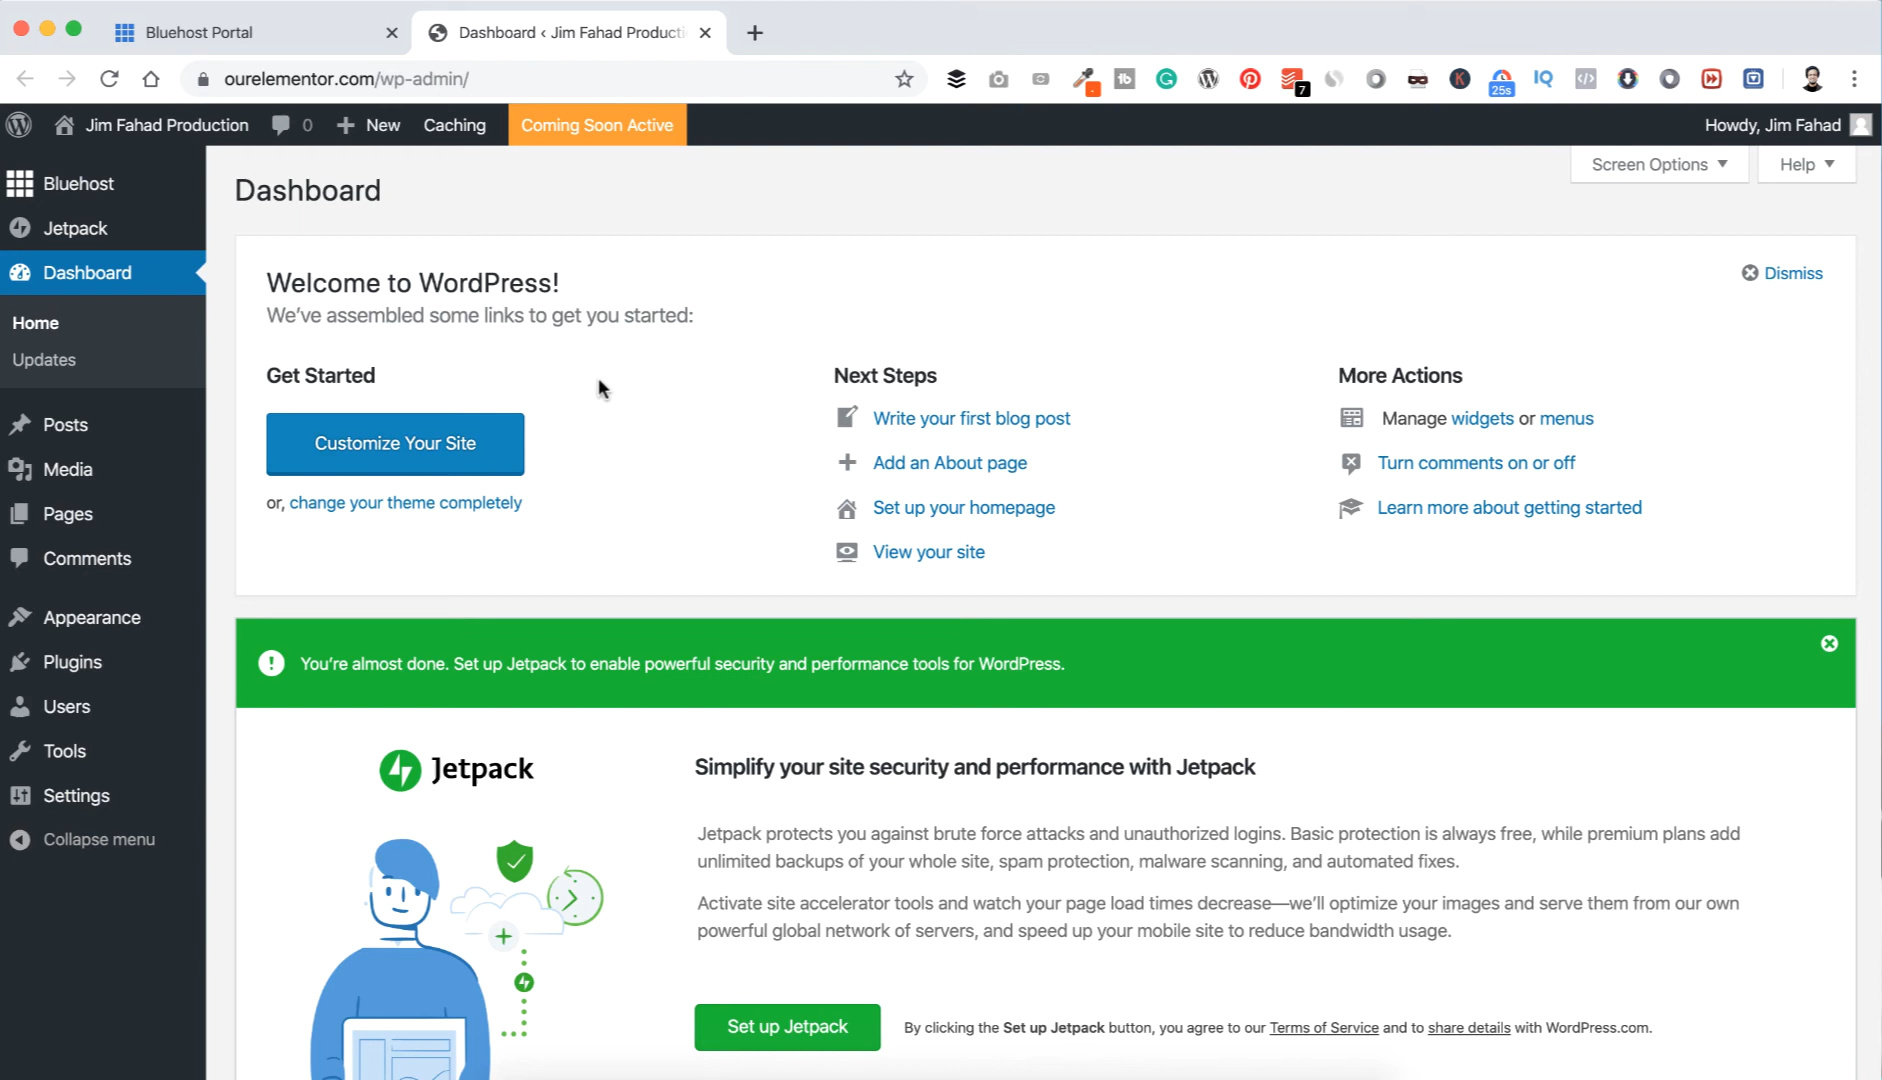 Bluehost Portal
Dashboard ‹ Jim Fahad Producti
ourelementor.com/wp-admin/
7
25s
IQ
Jim Fahad Production
0
New
Caching
Coming Soon Active
Howdy, Jim Fahad
Bluehost
Jetpack
Dashboard
Home
Updates
Posts
Media
Pages
Comments
Appearance
Plugins
Users
Tools
Settings
Collapse menu
Screen Options
Help
Dashboard
Welcome to WordPress!
We've assembled some links to get you started:
Dismiss
Get Started
Customize Your Site
or, change your theme completely
Next Steps
Write your first blog post
Add an About page
Set up your homepage
View your site
More Actions
Manage widgets or menus
Turn comments on or off
Learn more about getting started
You're almost done. Set up Jetpack to enable powerful security and performance tools for WordPress.
Jetpack
Simplify your site security and performance with Jetpack
Jetpack protects you against brute force attacks and unauthorized logins. Basic protection is always free, while premium plans add
unlimited backups of your whole site, spam protection, malware scanning, and automated fixes.
Activate site accelerator tools and watch your page load times decrease—we'll optimize your images and serve them from our own
powerful global network of servers, and speed up your mobile site to reduce bandwidth usage.
Set up Jetpack
By clicking the Set up Jetpack button, you agree to our Terms of Service and to share details with WordPress.com.